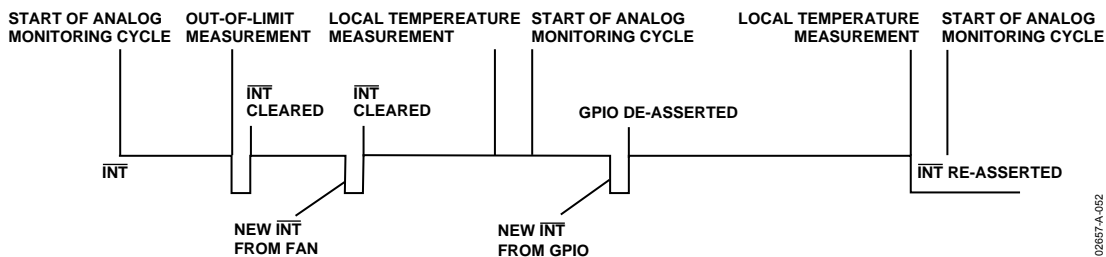 START OF ANALOG
MONITORING CYCLE
OUT-OF-LIMIT
MEASUREMENT
LOCAL TEMPEREATURE
MEASUREMENT
START OF ANALOG
MONITORING CYCLE
LOCAL TEMPERATURE
MEASUREMENT
START OF ANALOG
MONITORING CYCLE
INT
CLEARED
INT
CLEARED
GPIO DE-ASSERTED
INT
INT RE-ASSERTED
NEW INT
FROM FAN
NEW INT
FROM GPIO
02657-A-052